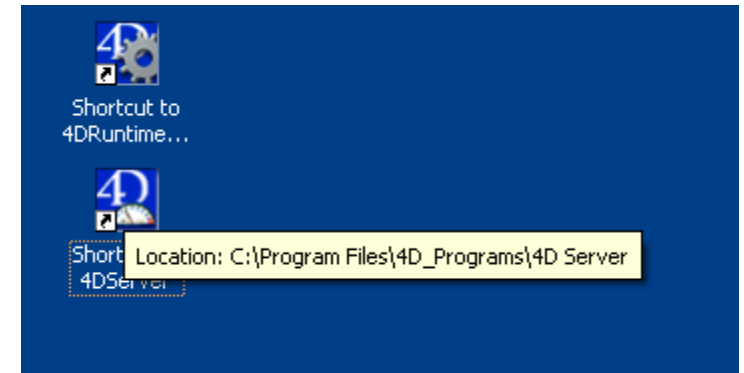 4D
Shortcut to
4DRuntime...
4D
Short
Location: C:\Program Files\4D_Programs\4D Server
4DServer